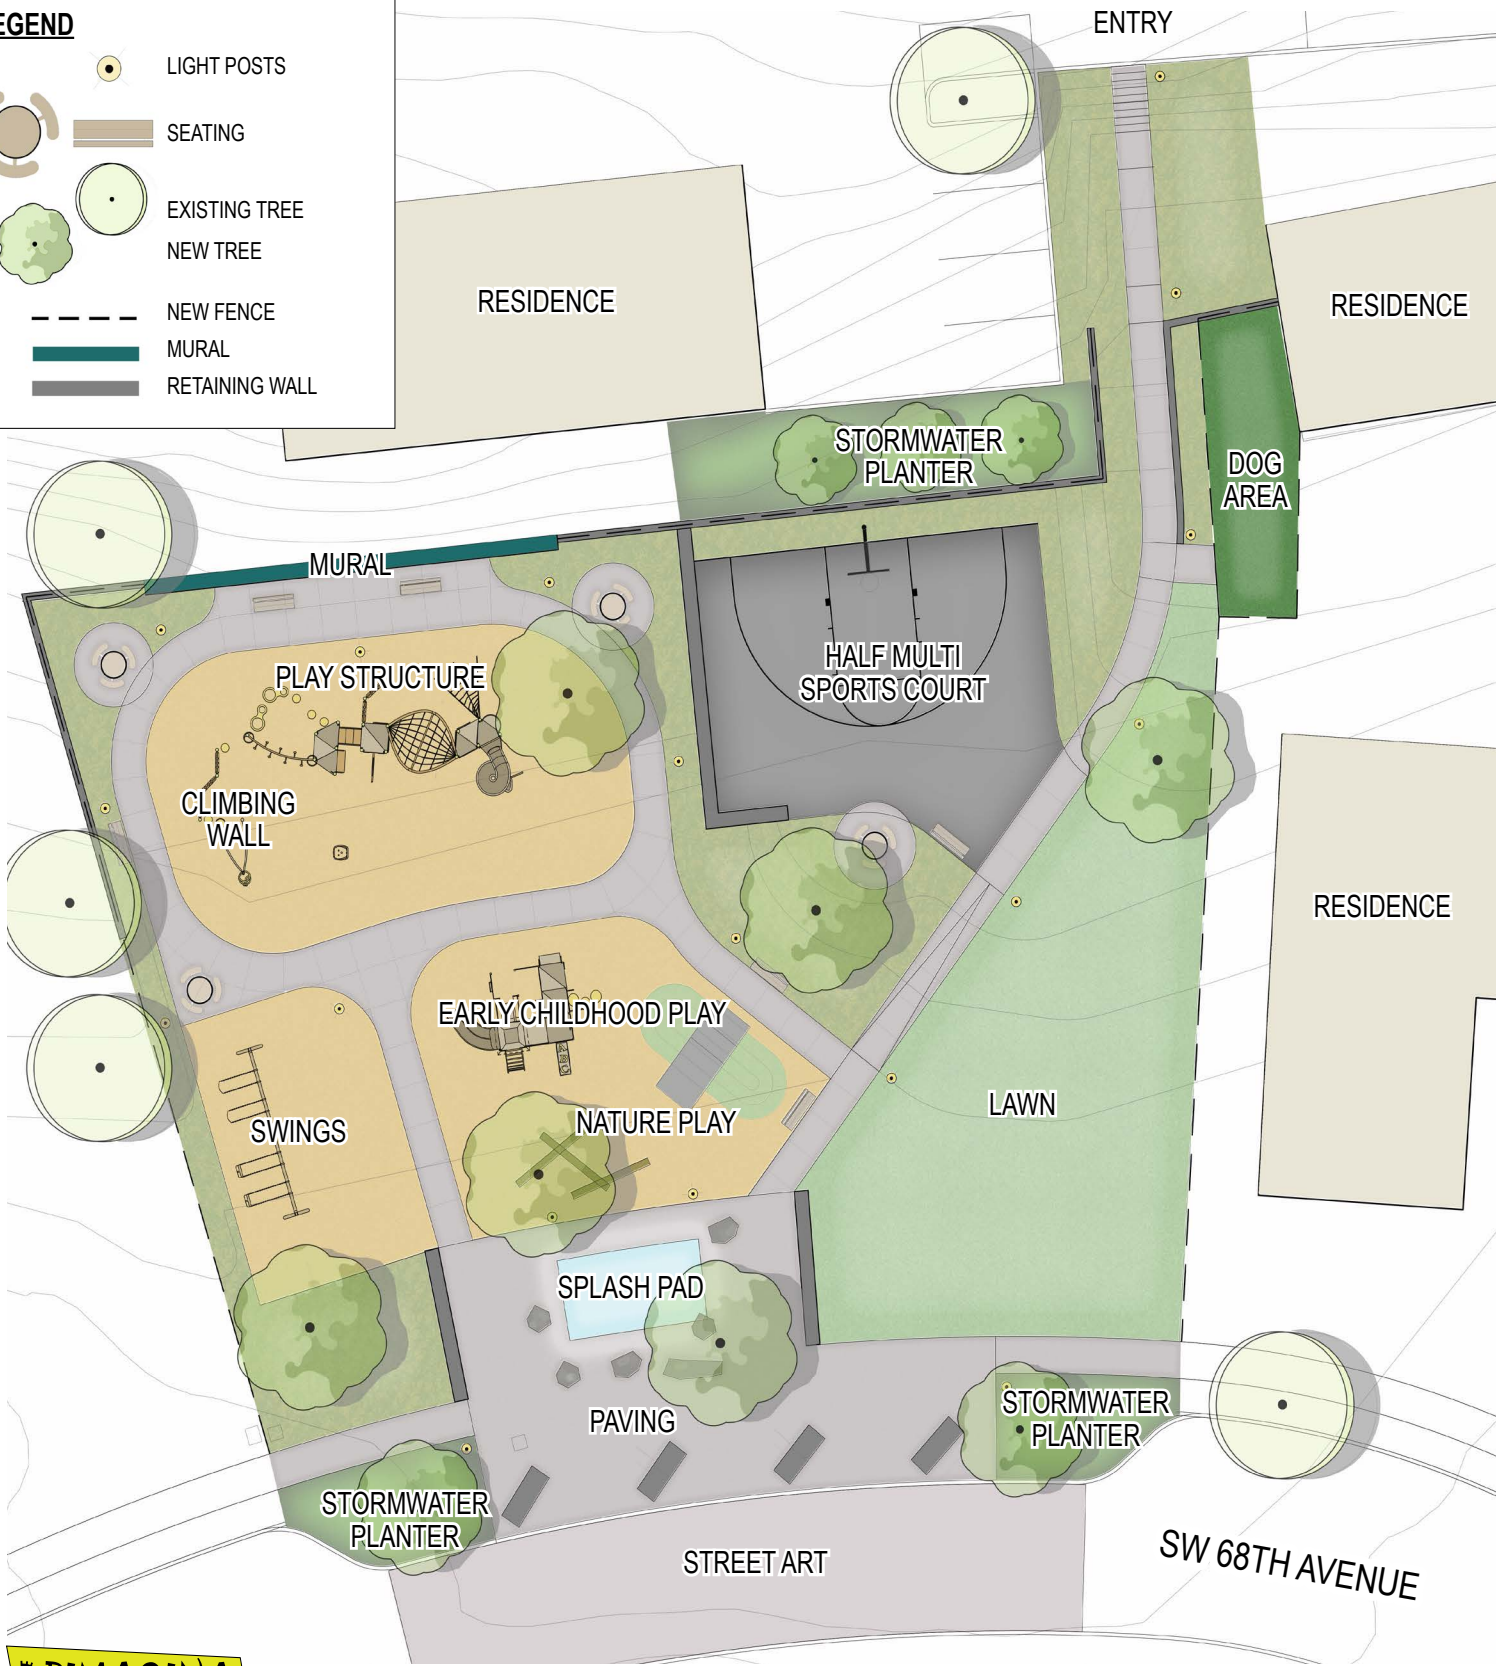 EGEND
LIGHT POSTS
SEATING
EXISTING TREE
NEW TREE
NEW FENCE
MURAL
RETAINING WALL
ENTRY
RESIDENCE
RESIDENCE
STORMWATER
PLANTER
DOG
AREA
MURAL
PLAY STRUCTURE
HALF MULTI
SPORTS COURT
CLIMBING
WALL
RESIDENCE
EARLY CHILDHOOD PLAY
LAWN
NATURE PLAY
SWINGS
SPLASH PAD
PAVING
STORMWATER
PLANTER
STORMWATER
PLANTER
STREET ART
SW 68TH AVENUE